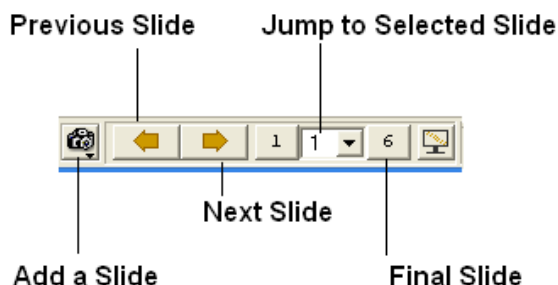 Previous Slide
Jump to Selected Slide
1
1
6
Next Slide
Add a Slide
Final Slide